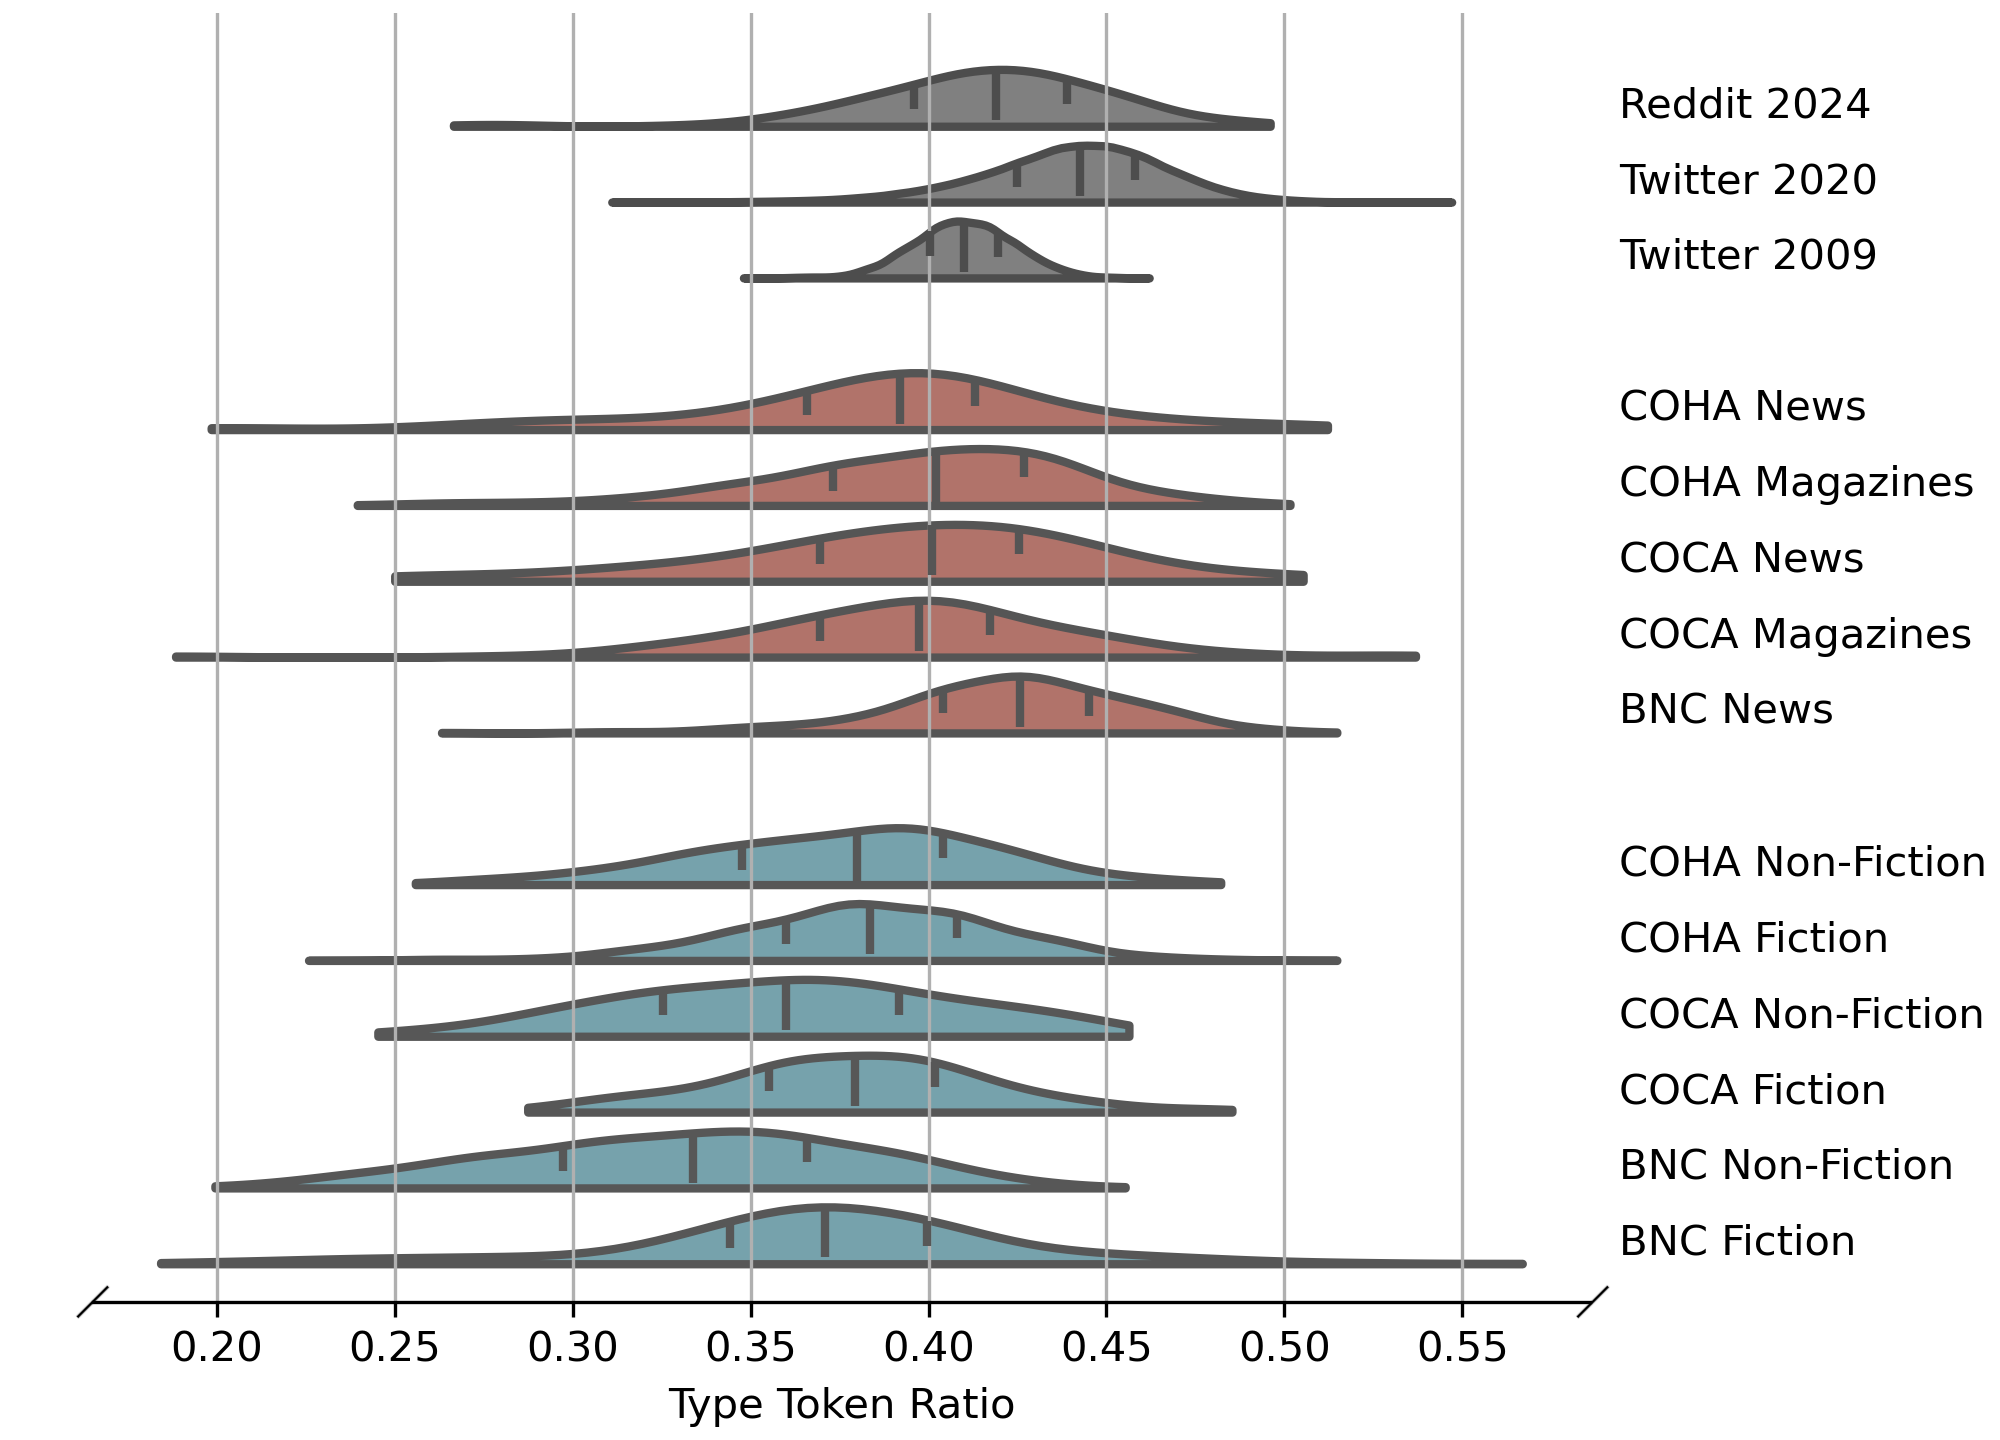 Reddit 2024
Twitter 2020
Twitter 2009
COHA News
COHA Magazines
COCA News
COCA Magazines
BNC News
COHA Non-Fiction
COHA Fiction
COCA Non-Fiction
COCA Fiction
BNC Non-Fiction
BNC Fiction
0.20 0.25 0.30 0.35 0.40 0.45 0.50 0.55
Type Token Ratio